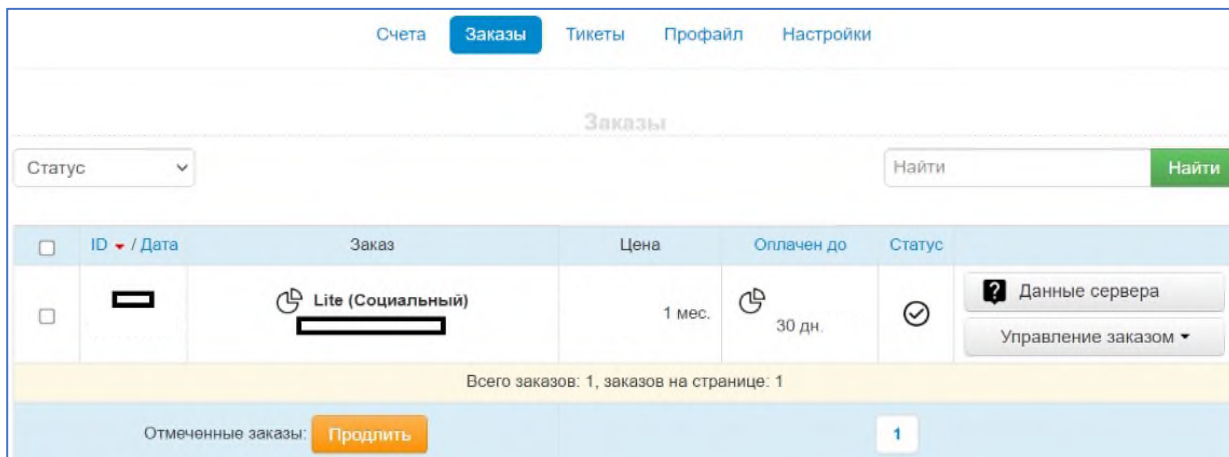 Счета Заказы Тикеты Профайл Настройки
Заказы
Статус Найти Найти
ID / Дата Заказ Цена Оплачен до Статус
Lite (Социальный) 1 мес. 30 дн. Данные сервера
Управление заказом
Всего заказов: 1, заказов на странице: 1
Отмеченные заказы: Продлить 1